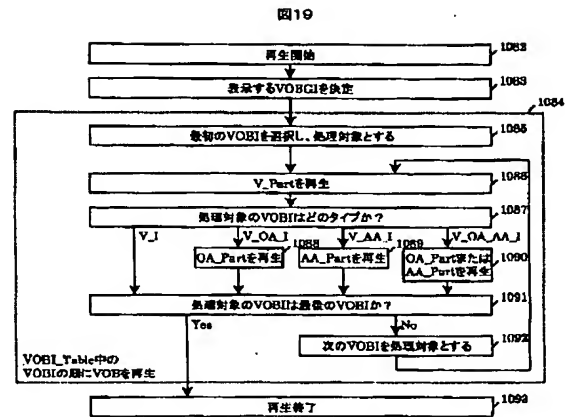 図19
再生開始
1082
表示するVOBGIを決定
1083
1084
最初のVOBIを選択し、処理対象とする
1085
V_Partを再生
1086
処理対象のVOBIはどのタイプか？
1087
V_I
V_OA_I
V_AA_I
V_OA_AA_I
OA_Partを再生
1088
AA_Partを再生
1089
OA_Partまたは
AA_Partを再生
1090
処理対象のVOBIは最後のVOBIか？
1091
Yes
No
次のVOBIを処理対象とする
1092
VOBI_Table中の
VOBIの順にVOBを再生
再生終了
1093